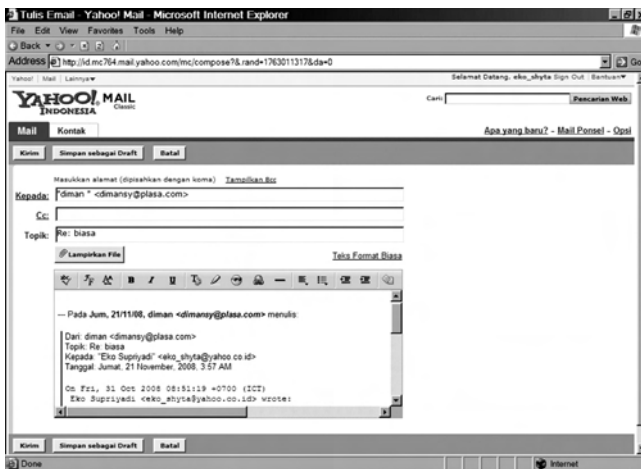 Tulis Email - Yahoo! Mail - Microsoft Internet Explorer
File Edit View Favorites Tools Help
Back
Address http://id.mc764.mail.yahoo.com/mc/compose?&.rand=1763011317&da=0 Go
Yahoo! Mail Lainnya Selamat Datang, eko_shyta Sign Out Bantuan
YAHOO! MAIL
INDONESIA Classic
Cari: Pencarian Web
Mail Kontak Apa yang baru? - Mail Ponsel - Opsi
Kirim Simpan sebagai Draft Batal
Masukkan alamat (dipisahkan dengan koma) Tampilkan Bcc
Kepada: "diman " <dimansy@plasa.com>
Cc:
Topik: Re: biasa
Lampirkan File Teks Format Biasa
B I U
--- Pada Jum, 21/11/08, diman <dimansy@plasa.com> menulis:
Dari: diman <dimansy@plasa.com>
Topik: Re: biasa
Kepada: "Eko Supriyadi" <eko_shyta@yahoo.co.id>
Tanggal: Jumat, 21 November, 2008, 3:57 AM
On Fri, 31 Oct 2008 08:51:19 +0700 (ICT)
Eko Supriyadi <eko_shyta@yahoo.co.id> wrote:
Kirim Simpan sebagai Draft Batal
Done Internet